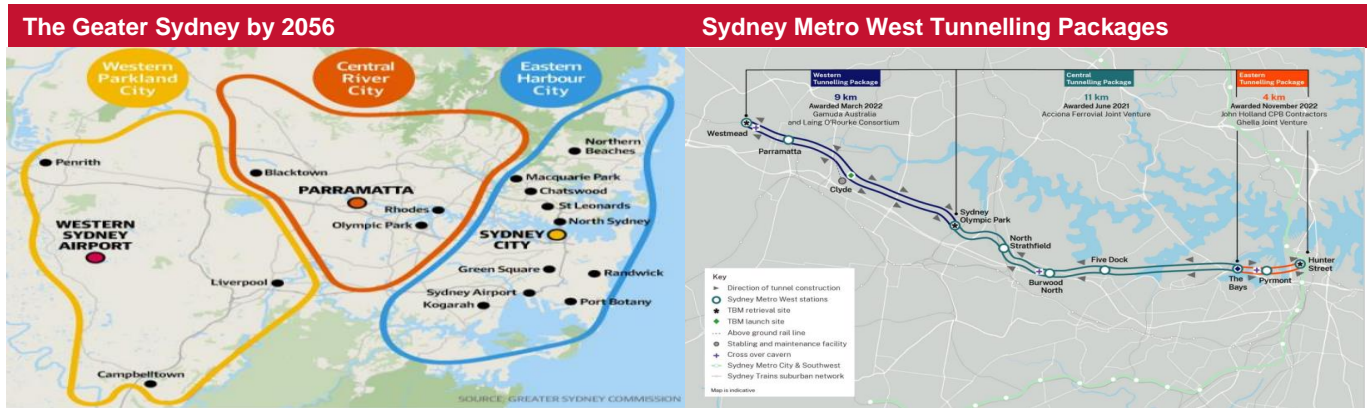 The Geater Sydney by 2056
Western
Parkland
City
Central
River
City
Eastern
Harbour
City
Northern
Beaches
Penrith
Blacktown
Macquarie Park
Chatswood
PARRAMATTA
St Leonards
Rhodes
North Sydney
Olympic Park
WESTERN
SYDNEY
AIRPORT
SYDNEY
CITY
Green Square
Randwick
Liverpool
Sydney Airport
Port Botany
Kogarah
Campbelltown
SOURCE: GREATER SYDNEY COMMISSION
Sydney Metro West Tunnelling Packages
Western
Tunnelling Package
9 km
Awarded March 2022
Gamuda Australia
and Laing O'Rourke Consortium
Central
Tunnelling Package
11 km
Awarded June 2021
Acciona Ferrovial Joint Venture
Eastern
Tunnelling Package
4 km
Awarded November 2022
John Holland CPB Contractors
Ghella Joint Venture
Westmead
Parramatta
Clyde
Sydney
Olympic Park
North
Strathfield
Burwood
North
Five Dock
The
Bays
Pyrmont
Hunter
Street
Key
Direction of tunnel construction
Sydney Metro West stations
TBM retrieval site
TBM launch site
Above ground rail line
Stabling and maintenance facility
Cross over cavern
Sydney Metro City & Southwest
Sydney Trains suburban network
Map is indicative